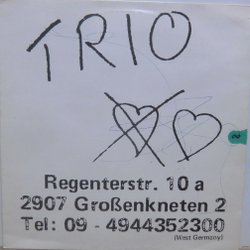 TRIO
Regenterstr. 10 a
2907 Großenkneten 2
Tel: 09 - 4944352300
(West Germany)